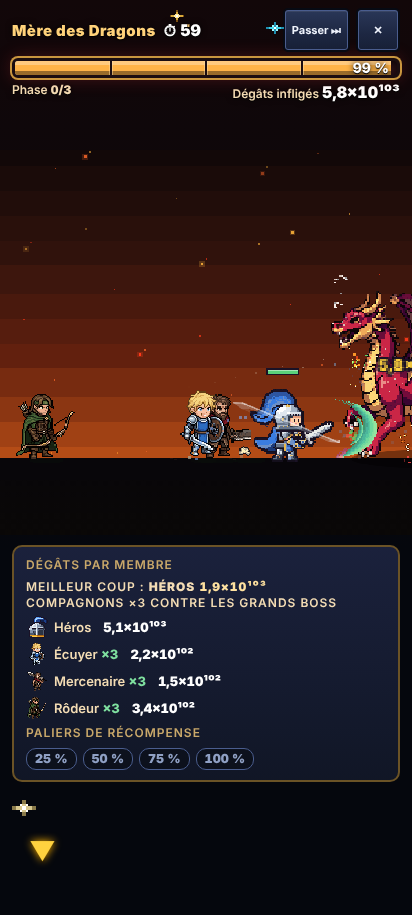 Mère des Dragons ⏱ 59
Passer ⏭
×
99 %
Phase 0/3
Dégâts infligés 5,8×10¹⁰³
DÉGÂTS PAR MEMBRE
MEILLEUR COUP : HÉROS 1,9×10¹⁰³
COMPAGNONS ×3 CONTRE LES GRANDS BOSS
Héros 5,1×10¹⁰³
Écuyer ×3 2,2×10¹⁰²
Mercenaire ×3 1,5×10¹⁰²
Rôdeur ×3 3,4×10¹⁰²
PALIERS DE RÉCOMPENSE
25 % 50 % 75 % 100 %